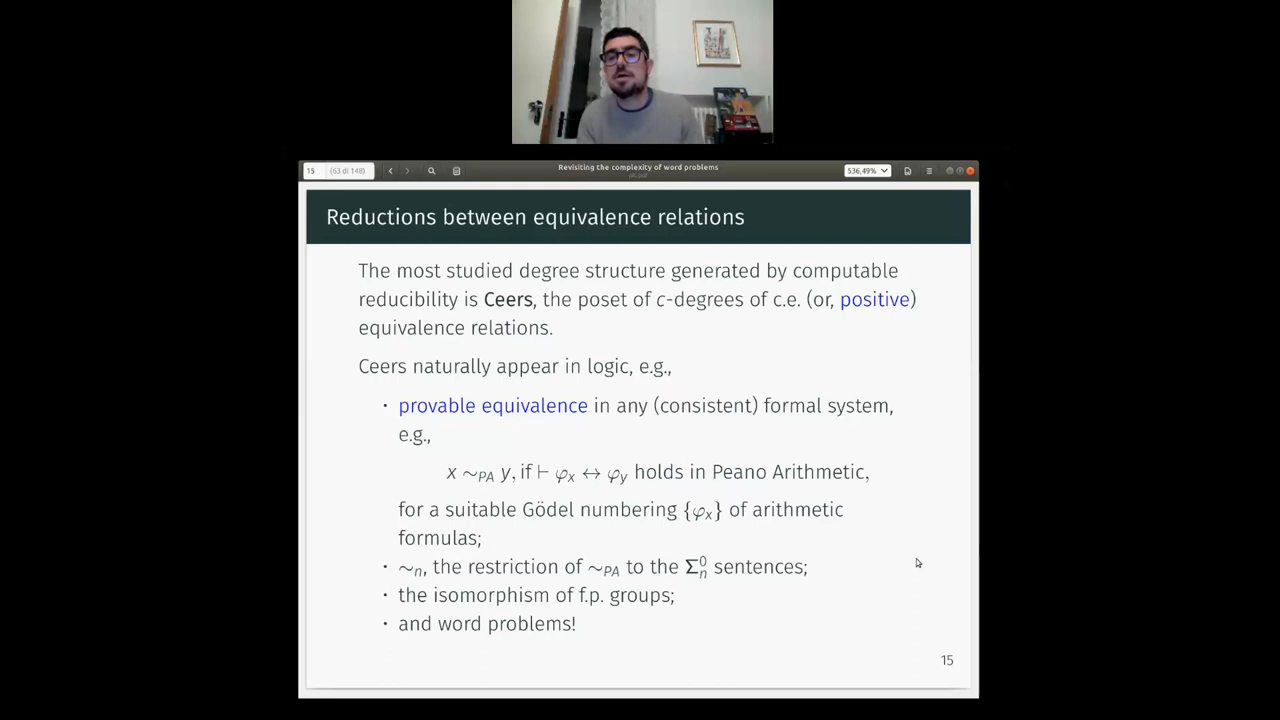 15 (63 di 148)
Revisiting the complexity of word problems
536,49%
Reductions between equivalence relations
The most studied degree structure generated by computable
reducibility is Ceers, the poset of c-degrees of c.e. (or, positive)
equivalence relations.
Ceers naturally appear in logic, e.g.,
· provable equivalence in any (consistent) formal system,
e.g.,
x ∼PA y, if ⊢ φx ↔ φy holds in Peano Arithmetic,
for a suitable Gödel numbering {φx} of arithmetic
formulas;
· ∼n, the restriction of ∼PA to the Σ⁰n sentences;
· the isomorphism of f.p. groups;
· and word problems!
15